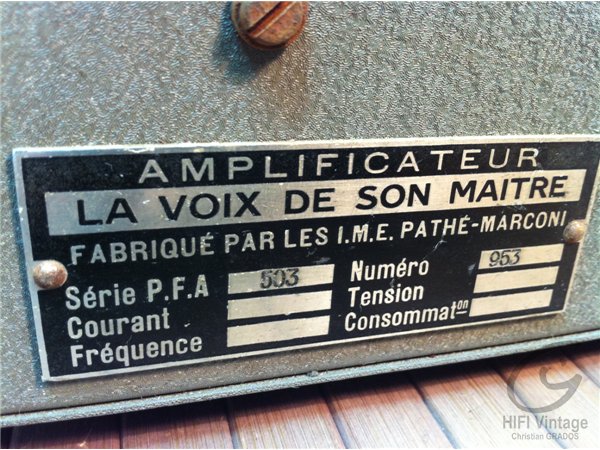 AMPLIFICATEUR
LA VOIX DE SON MAITRE
FABRIQUÉ PAR LES I.M.E. PATHÉ-MARCONI
Série P.F.A 503 Numéro 953
Courant Tension
Fréquence Consommat.on
HIFI Vintage
Christian GRADOS